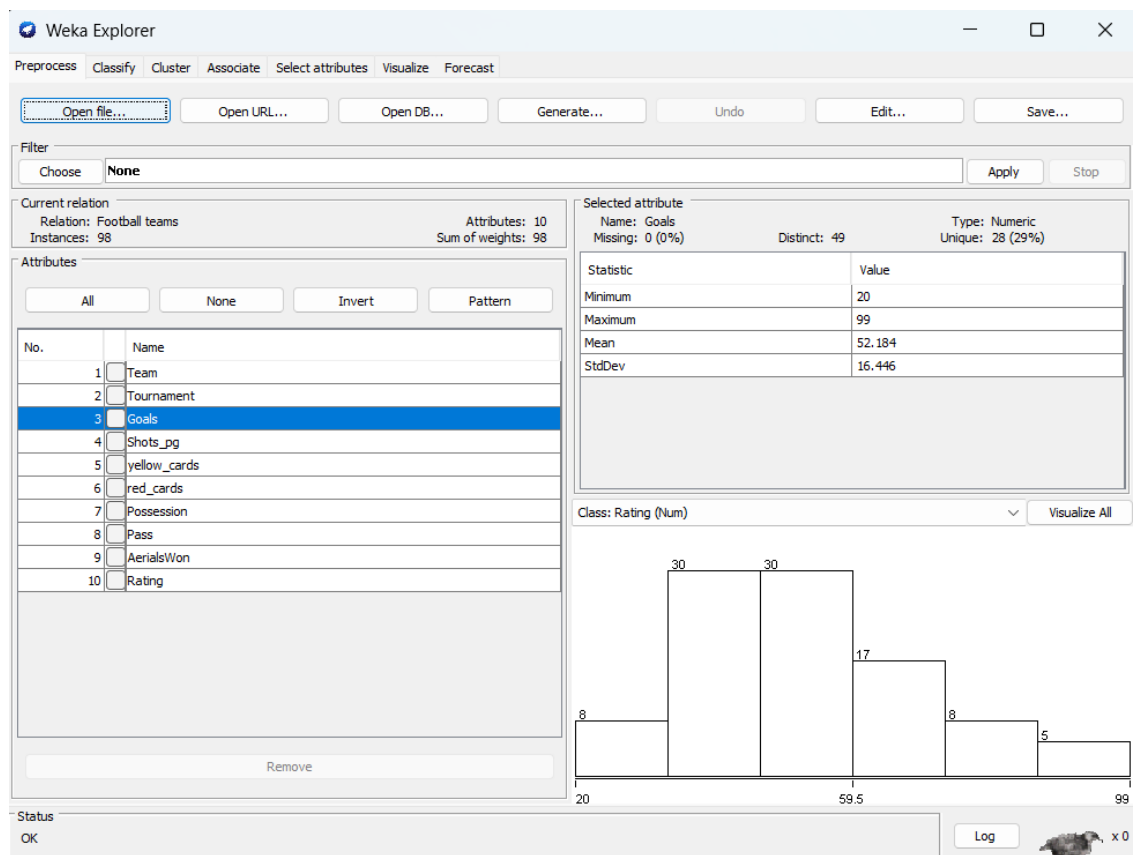 Weka Explorer
Preprocess Classify Cluster Associate Select attributes Visualize Forecast
Open file... Open URL... Open DB... Generate... Undo Edit... Save...
Filter
Choose None Apply Stop
Current relation
Relation: Football teams Attributes: 10
Instances: 98 Sum of weights: 98
Attributes
All None Invert Pattern
No. Name
1 Team
2 Tournament
3 Goals
4 Shots_pg
5 yellow_cards
6 red_cards
7 Possession
8 Pass
9 AerialsWon
10 Rating
Remove
Selected attribute
Name: Goals Type: Numeric
Missing: 0 (0%) Distinct: 49 Unique: 28 (29%)
Statistic Value
Minimum 20
Maximum 99
Mean 52.184
StdDev 16.446
Class: Rating (Num) Visualize All
8 30 30 17 8 5
20 59.5 99
Status
OK Log x 0